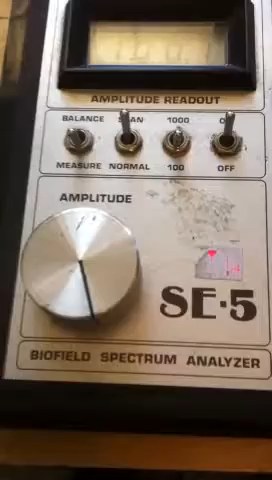 AMPLITUDE READOUT
BALANCE SCAN 1000
MEASURE NORMAL 100 OFF
AMPLITUDE
SE·5
BIOFIELD SPECTRUM ANALYZER